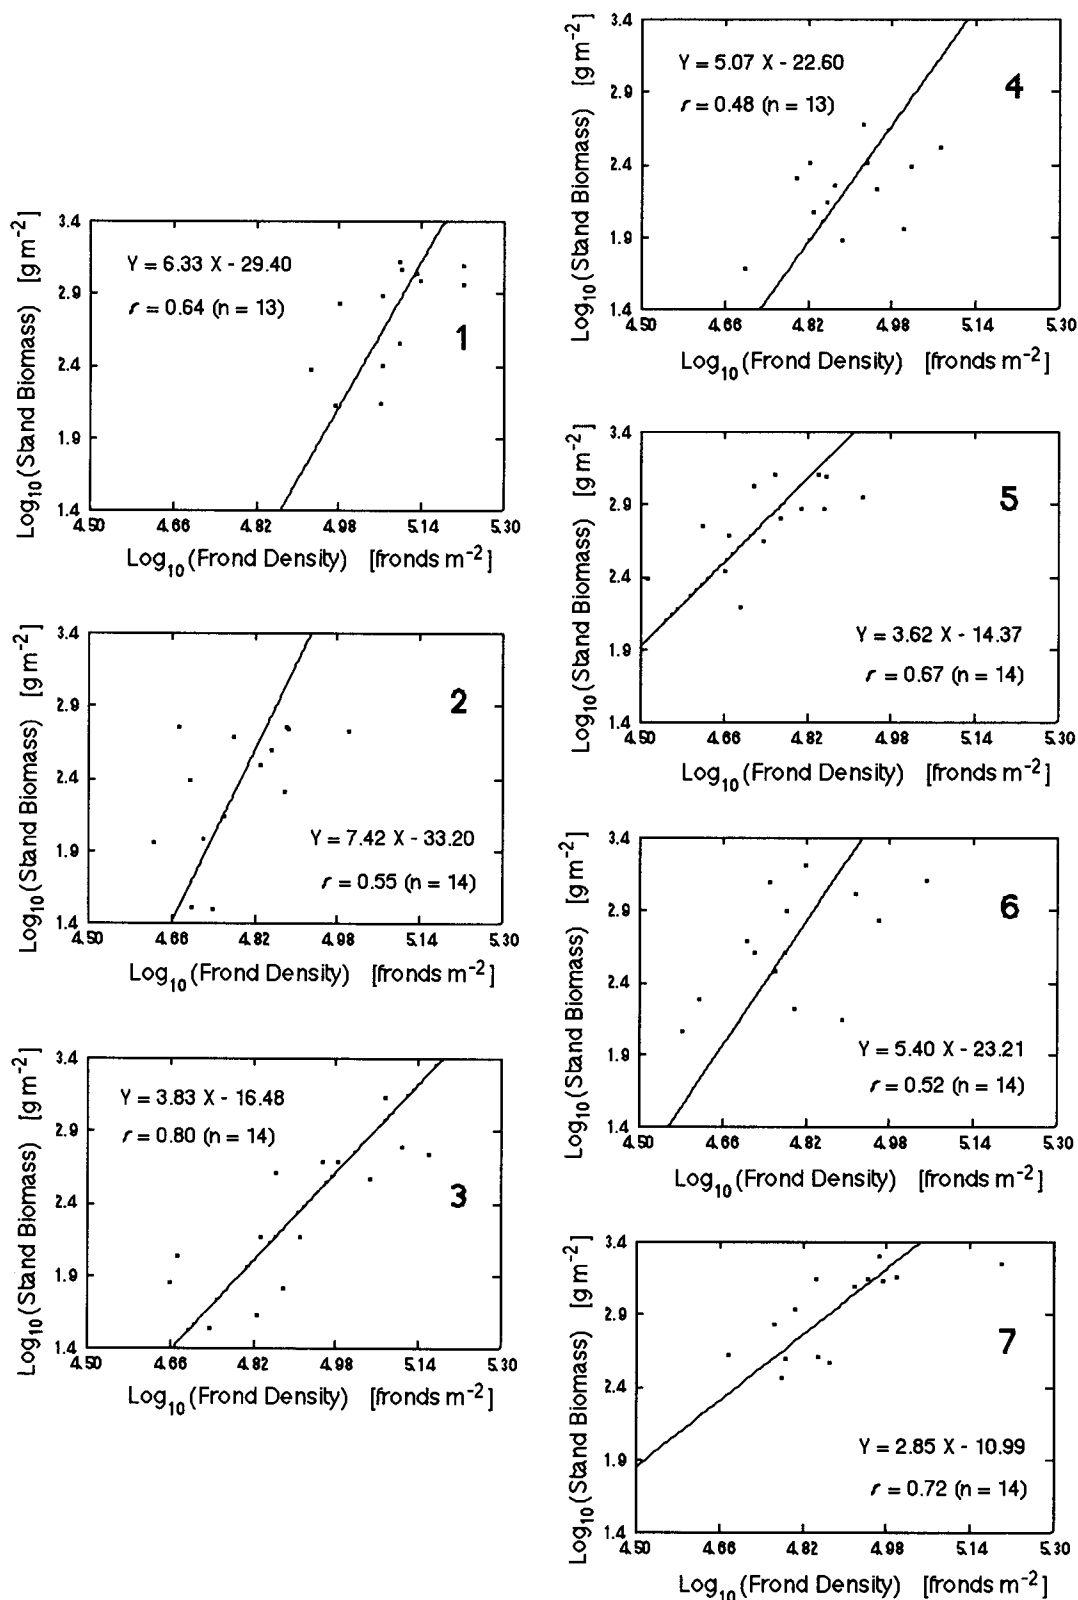 3.4
Y = 6.33 X - 29.40
2.9
r = 0.64 (n = 13)
1
2.4
1.9
1.4
4.50 4.66 4.82 4.98 5.14 5.30
Log10(Stand Biomass) [g m-2]
Log10(Frond Density) [fronds m-2]
3.4
2.9
2
2.4
Y = 7.42 X - 33.20
1.9
r = 0.55 (n = 14)
1.4
4.50 4.66 4.82 4.98 5.14 5.30
Log10(Stand Biomass) [g m-2]
Log10(Frond Density) [fronds m-2]
3.4
Y = 3.83 X - 16.48
2.9
r = 0.80 (n = 14)
3
2.4
1.9
1.4
4.50 4.66 4.82 4.98 5.14 5.30
Log10(Stand Biomass) [g m-2]
Log10(Frond Density) [fronds m-2]
3.4
Y = 5.07 X - 22.60
4
2.9
r = 0.48 (n = 13)
2.4
1.9
1.4
4.50 4.66 4.82 4.98 5.14 5.30
Log10(Stand Biomass) [g m-2]
Log10(Frond Density) [fronds m-2]
3.4
5
2.9
2.4
Y = 3.62 X - 14.37
1.9
r = 0.67 (n = 14)
1.4
4.50 4.66 4.82 4.98 5.14 5.30
Log10(Stand Biomass) [g m-2]
Log10(Frond Density) [fronds m-2]
3.4
6
2.9
2.4
Y = 5.40 X - 23.21
1.9
r = 0.52 (n = 14)
1.4
4.50 4.66 4.82 4.98 5.14 5.30
Log10(Stand Biomass) [g m-2]
Log10(Frond Density) [fronds m-2]
3.4
2.9
7
2.4
Y = 2.85 X - 10.99
1.9
r = 0.72 (n = 14)
1.4
4.50 4.66 4.82 4.98 5.14 5.30
Log10(Stand Biomass) [g m-2]
Log10(Frond Density) [fronds m-2]